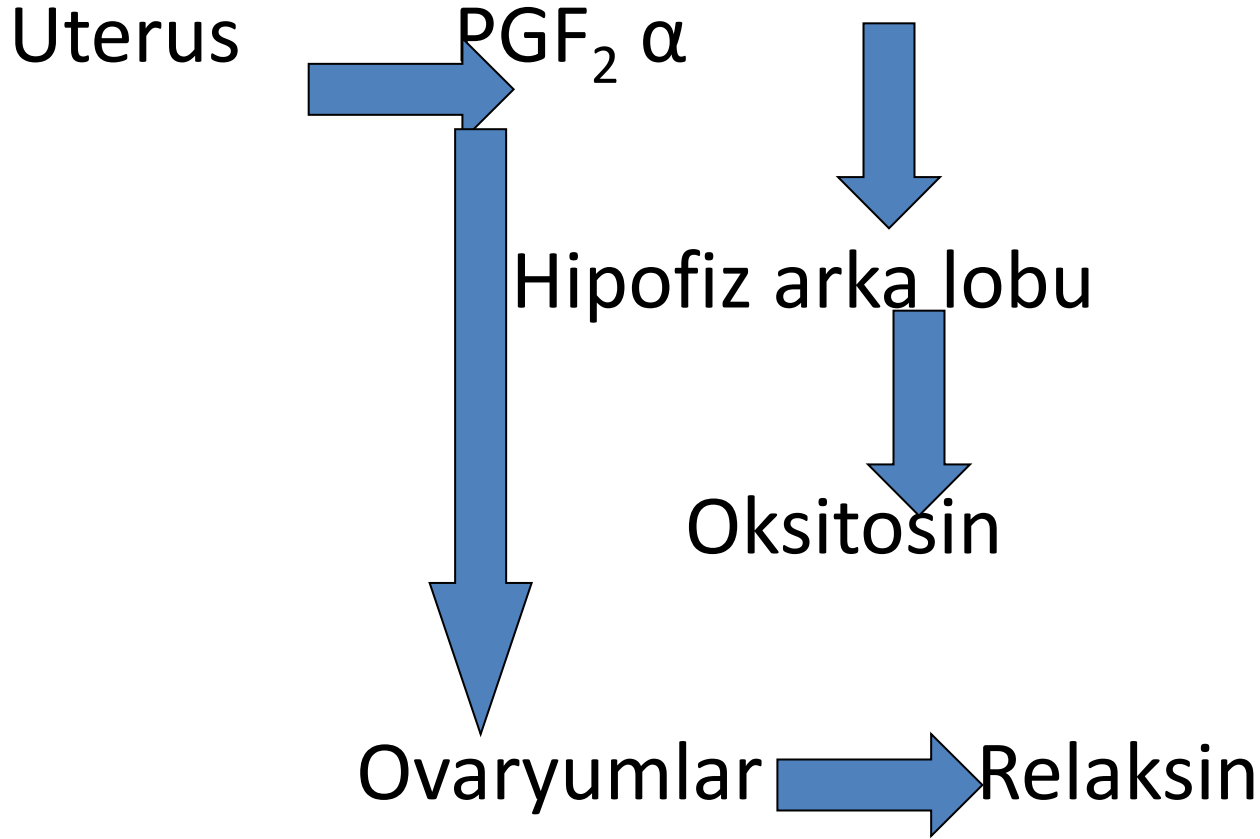 Uterus PGF₂ α
Hipofiz arka lobu
Oksitosin
Ovaryumlar Relaksin